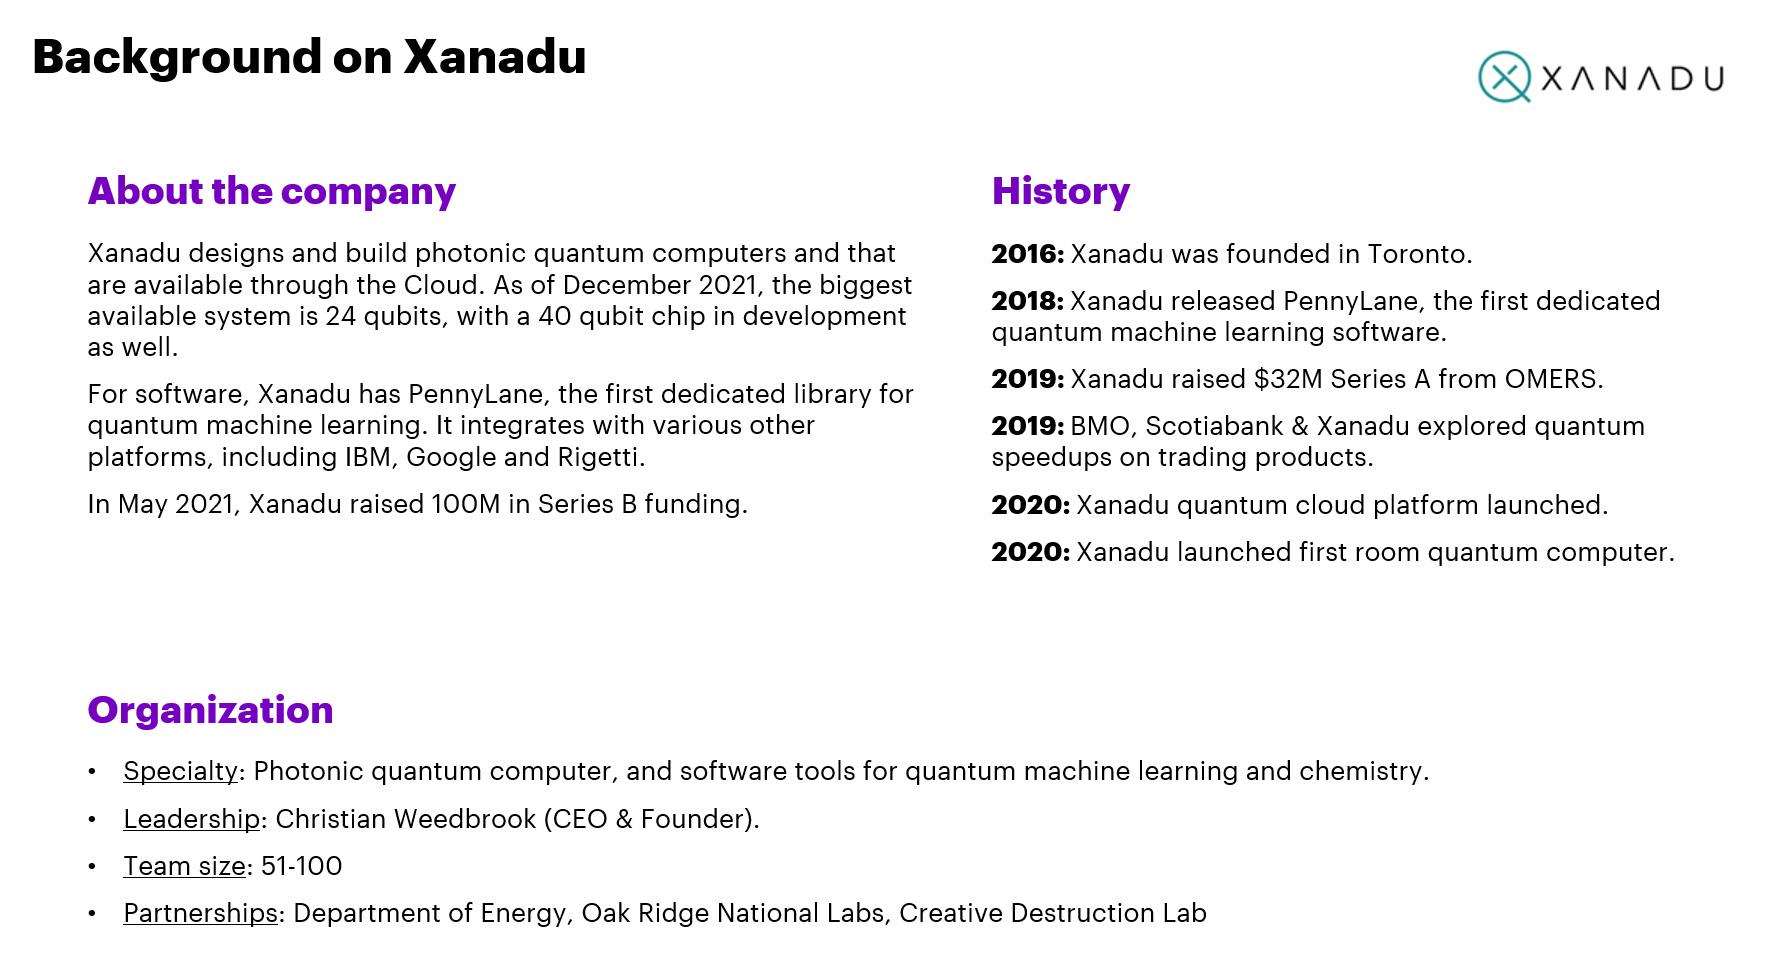 Background on Xanadu
XANADU
About the company
Xanadu designs and build photonic quantum computers and that
are available through the Cloud. As of December 2021, the biggest
available system is 24 qubits, with a 40 qubit chip in development
as well.
For software, Xanadu has PennyLane, the first dedicated library for
quantum machine learning. It integrates with various other
platforms, including IBM, Google and Rigetti.
In May 2021, Xanadu raised 100M in Series B funding.
History
2016: Xanadu was founded in Toronto.
2018: Xanadu released PennyLane, the first dedicated
quantum machine learning software.
2019: Xanadu raised $32M Series A from OMERS.
2019: BMO, Scotiabank & Xanadu explored quantum
speedups on trading products.
2020: Xanadu quantum cloud platform launched.
2020: Xanadu launched first room quantum computer.
Organization
• Specialty: Photonic quantum computer, and software tools for quantum machine learning and chemistry.
• Leadership: Christian Weedbrook (CEO & Founder).
• Team size: 51-100
• Partnerships: Department of Energy, Oak Ridge National Labs, Creative Destruction Lab